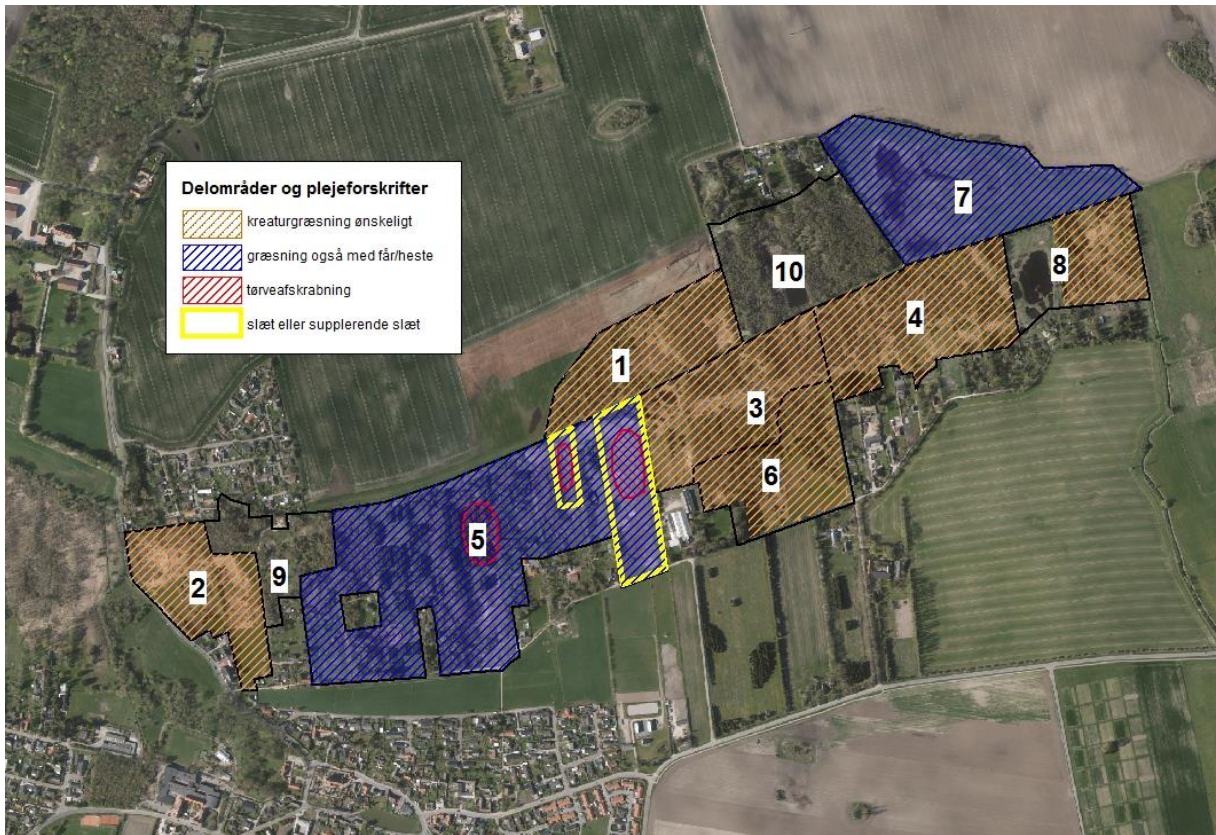 Delområder og plejeforskrifter
kreaturgræsning ønskeligt
græsning også med får/heste
tørveafskrabning
slæt eller supplerende slæt
7
10
8
4
1
3
6
5
9
2